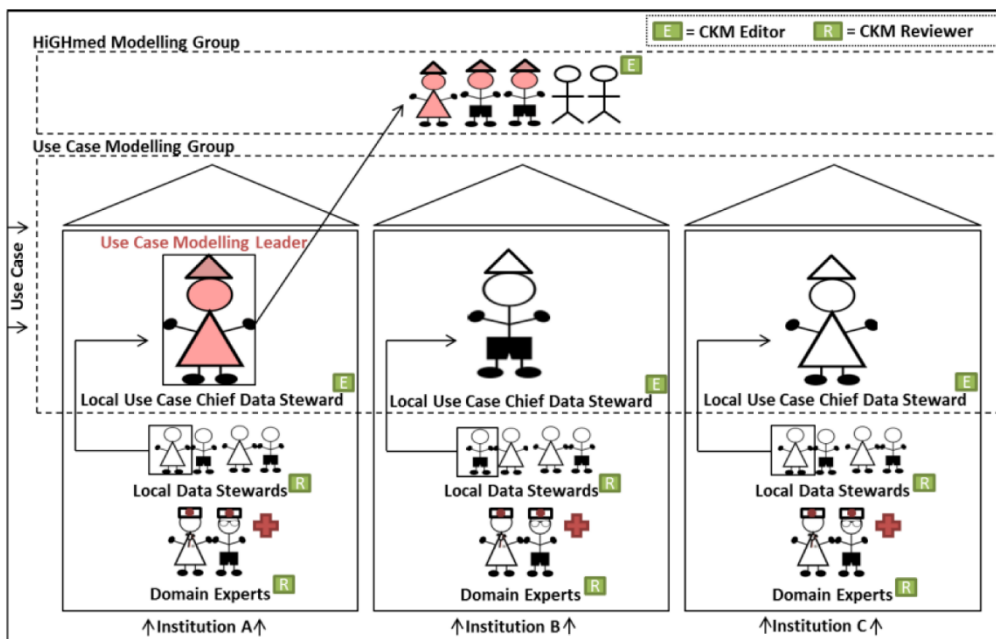 E = CKM Editor R = CKM Reviewer
HiGHmed Modelling Group
E
Use Case Modelling Group
Use Case
Use Case Modelling Leader
E E E
Local Use Case Chief Data Steward Local Use Case Chief Data Steward Local Use Case Chief Data Steward
Local Data Stewards R Local Data Stewards R Local Data Stewards R
Domain Experts R Domain Experts R Domain Experts R
Institution A Institution B Institution C